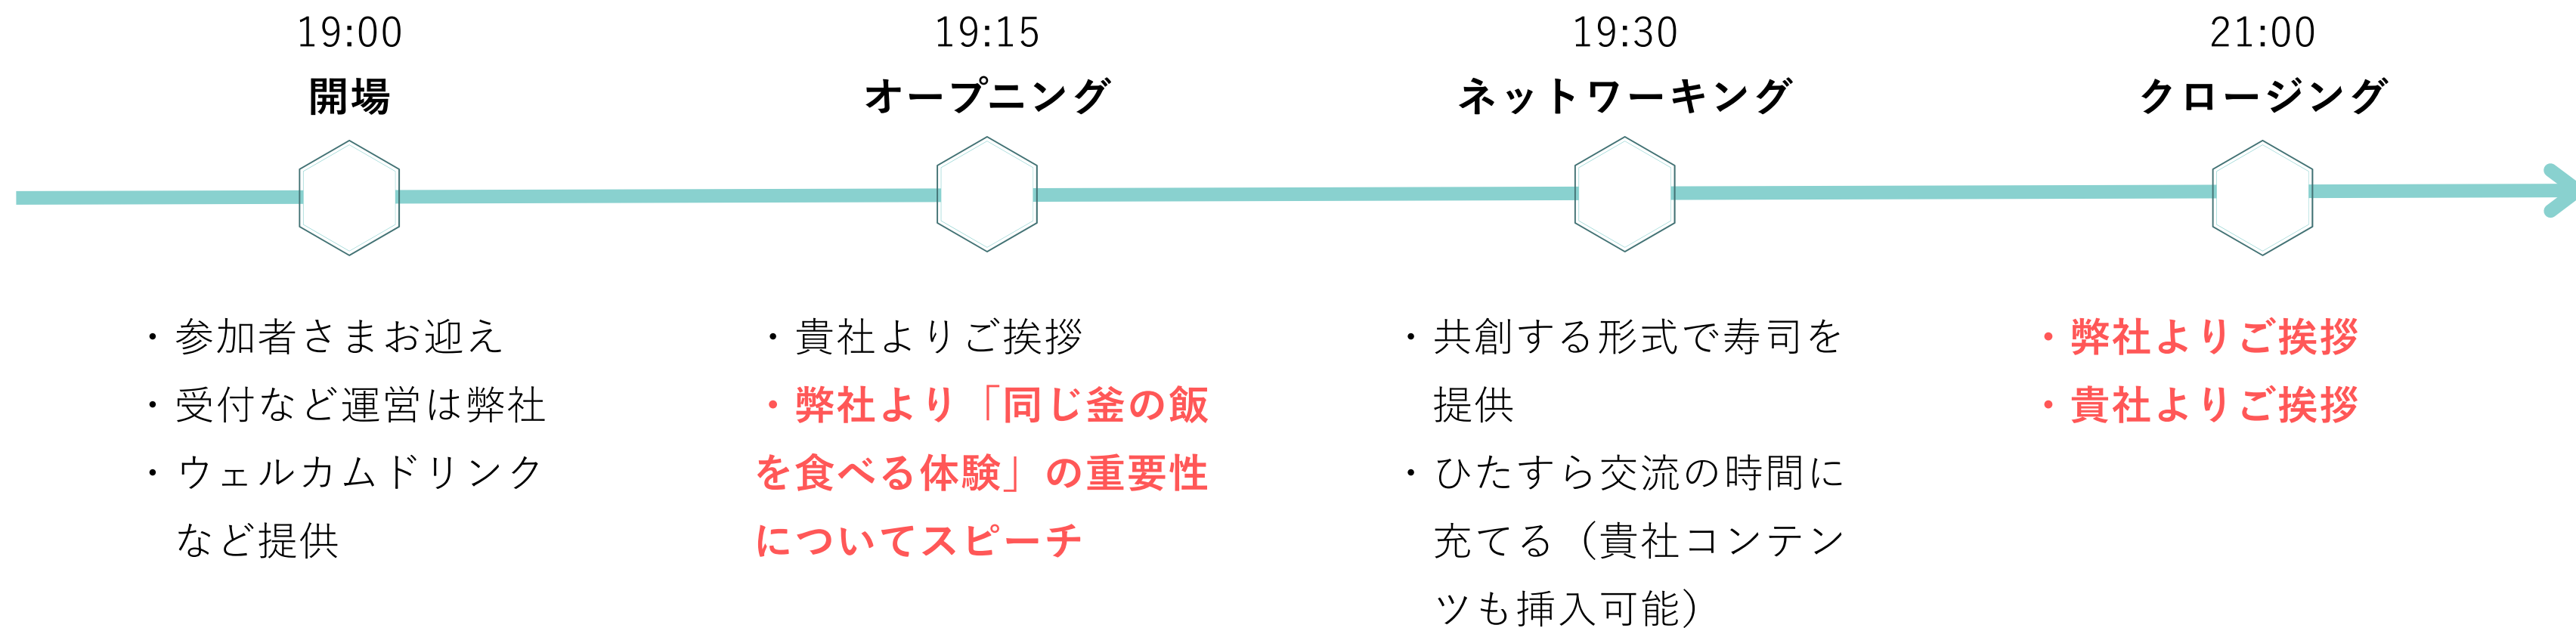 19:00
開場
・参加者さまお迎え
・受付など運営は弊社
・ウェルカムドリンク
など提供
19:15
オープニング
・貴社よりご挨拶
・弊社より「同じ釜の飯
を食べる体験」の重要性
についてスピーチ
19:30
ネットワーキング
・共創する形式で寿司を
提供
・ひたすら交流の時間に
充てる（貴社コンテン
ツも挿入可能）
21:00
クロージング
・弊社よりご挨拶
・貴社よりご挨拶